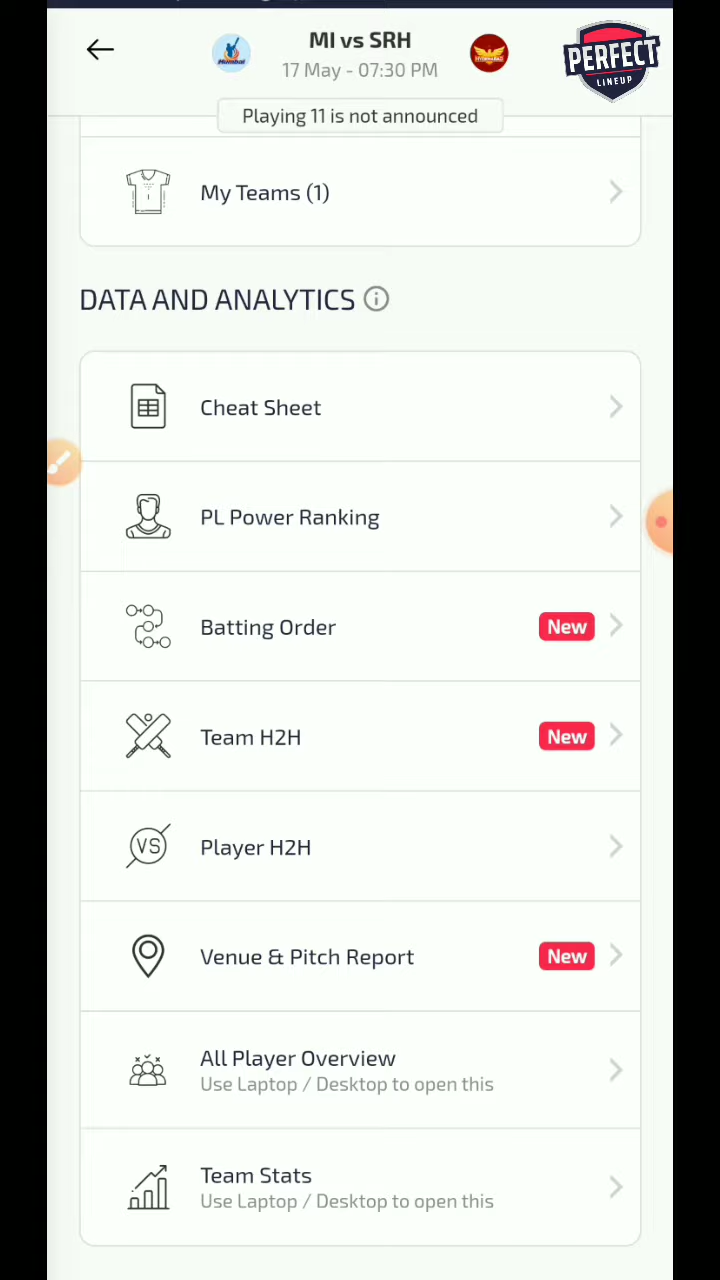 MI vs SRH
17 May - 07:30 PM
PERFECT
LINEUP
Playing 11 is not announced
My Teams (1)
DATA AND ANALYTICS
Cheat Sheet
PL Power Ranking
Batting Order
New
Team H2H
New
VS
Player H2H
Venue & Pitch Report
New
All Player Overview
Use Laptop / Desktop to open this
Team Stats
Use Laptop / Desktop to open this